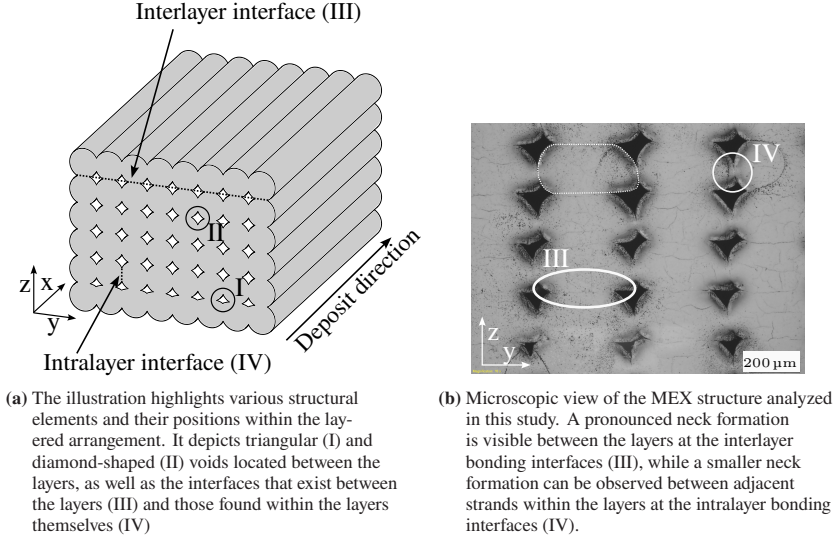 Interlayer interface (III)
II
I
z
x
y
Deposit direction
Intralayer interface (IV)
IV
III
z
y
200 µm
(a) The illustration highlights various structural
elements and their positions within the lay-
ered arrangement. It depicts triangular (I) and
diamond-shaped (II) voids located between the
layers, as well as the interfaces that exist between
the layers (III) and those found within the layers
themselves (IV)
(b) Microscopic view of the MEX structure analyzed
in this study. A pronounced neck formation
is visible between the layers at the interlayer
bonding interfaces (III), while a smaller neck
formation can be observed between adjacent
strands within the layers at the intralayer bonding
interfaces (IV).